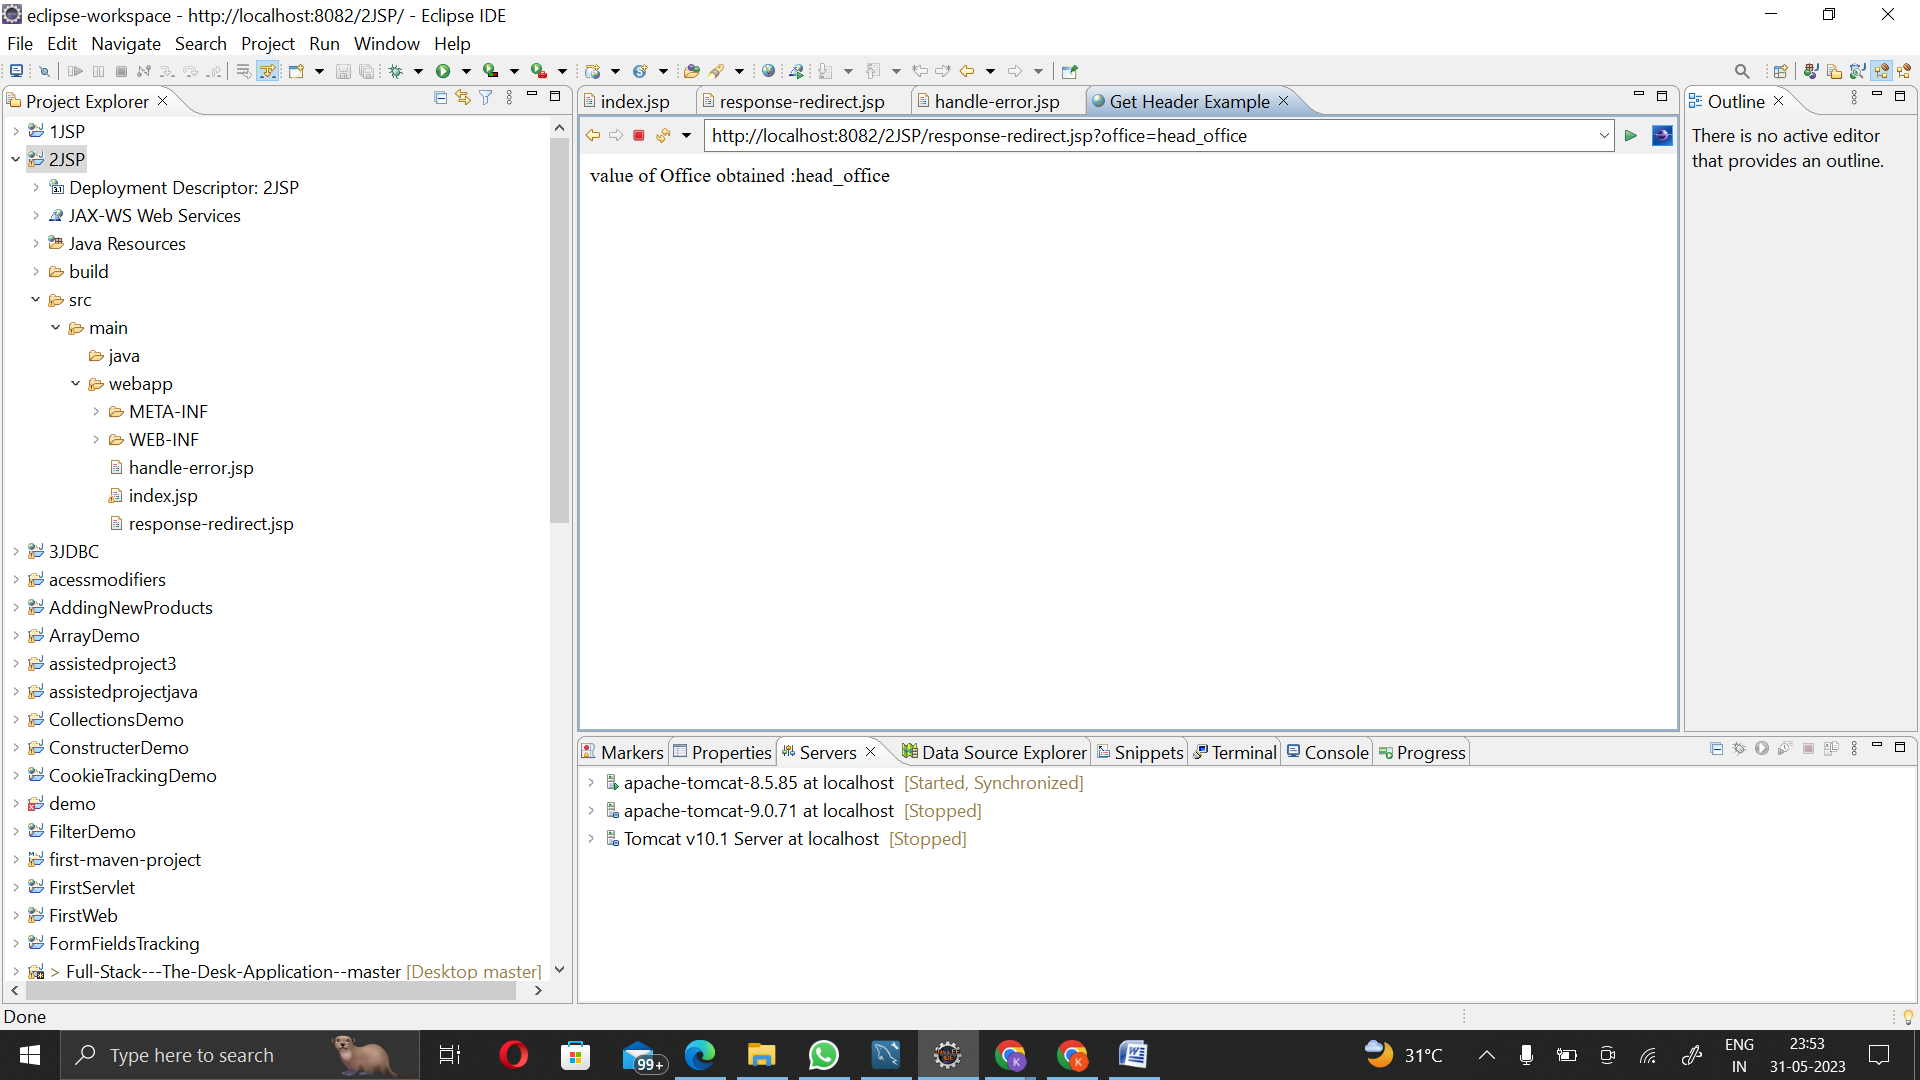 eclipse-workspace - http://localhost:8082/2JSP/ - Eclipse IDE
File Edit Navigate Search Project Run Window Help
Project Explorer
1JSP
2JSP
Deployment Descriptor: 2JSP
JAX-WS Web Services
Java Resources
build
src
main
java
webapp
META-INF
WEB-INF
handle-error.jsp
index.jsp
response-redirect.jsp
3JDBC
acessmodifiers
AddingNewProducts
ArrayDemo
assistedproject3
assistedprojectjava
CollectionsDemo
ConstructerDemo
CookieTrackingDemo
demo
FilterDemo
first-maven-project
FirstServlet
FirstWeb
FormFieldsTracking
> Full-Stack---The-Desk-Application--master [Desktop master]
index.jsp response-redirect.jsp handle-error.jsp Get Header Example
http://localhost:8082/2JSP/response-redirect.jsp?office=head_office
value of Office obtained :head_office
Outline
There is no active editor
that provides an outline.
Markers Properties Servers Data Source Explorer Snippets Terminal Console Progress
apache-tomcat-8.5.85 at localhost [Started, Synchronized]
apache-tomcat-9.0.71 at localhost [Stopped]
Tomcat v10.1 Server at localhost [Stopped]
Done
Type here to search
99+
31°C
ENG
IN
23:53
31-05-2023